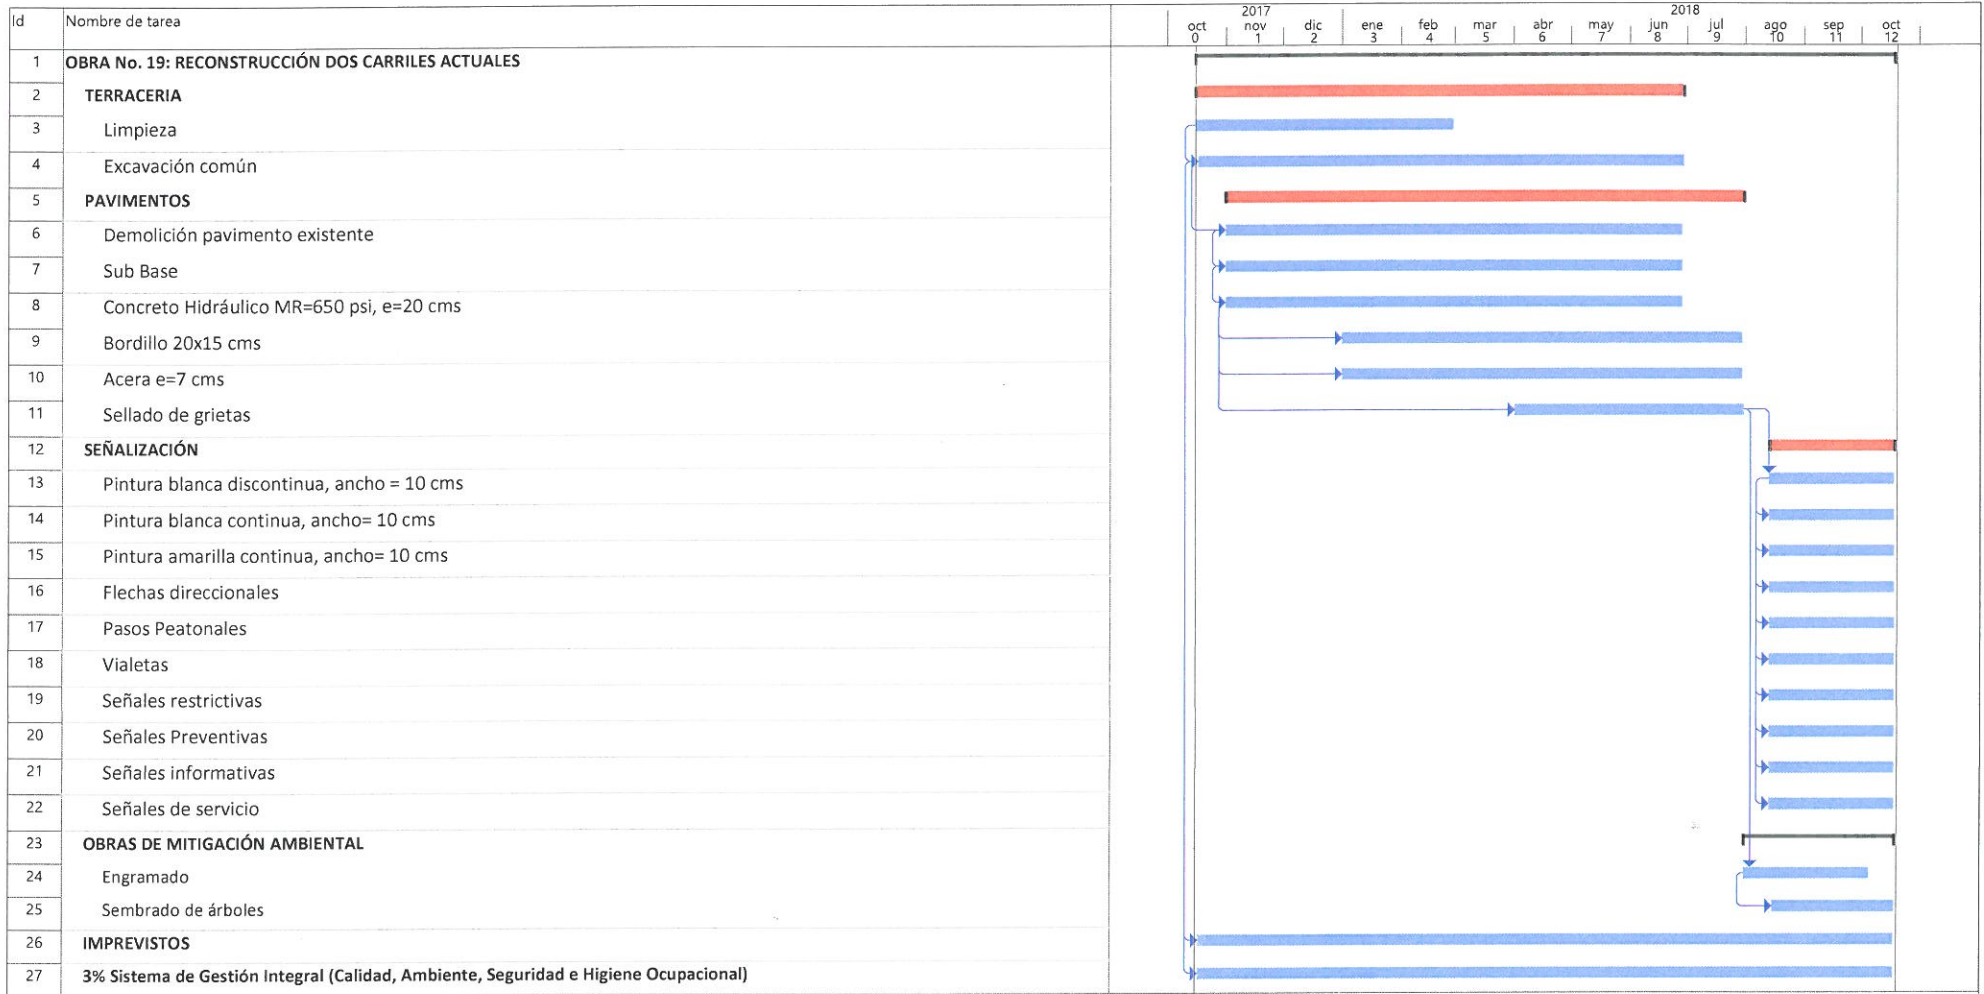 Id Nombre de tarea
2017 2018
oct nov dic ene feb mar abr may jun jul ago sep oct
0 1 2 3 4 5 6 7 8 9 10 11 12
1 OBRA No. 19: RECONSTRUCCIÓN DOS CARRILES ACTUALES
2 TERRACERIA
3 Limpieza
4 Excavación común
5 PAVIMENTOS
6 Demolición pavimento existente
7 Sub Base
8 Concreto Hidráulico MR=650 psi, e=20 cms
9 Bordillo 20x15 cms
10 Acera e=7 cms
11 Sellado de grietas
12 SEÑALIZACIÓN
13 Pintura blanca discontinua, ancho = 10 cms
14 Pintura blanca continua, ancho= 10 cms
15 Pintura amarilla continua, ancho= 10 cms
16 Flechas direccionales
17 Pasos Peatonales
18 Vialetas
19 Señales restrictivas
20 Señales Preventivas
21 Señales informativas
22 Señales de servicio
23 OBRAS DE MITIGACIÓN AMBIENTAL
24 Engramado
25 Sembrado de árboles
26 IMPREVISTOS
27 3% Sistema de Gestión Integral (Calidad, Ambiente, Seguridad e Higiene Ocupacional)